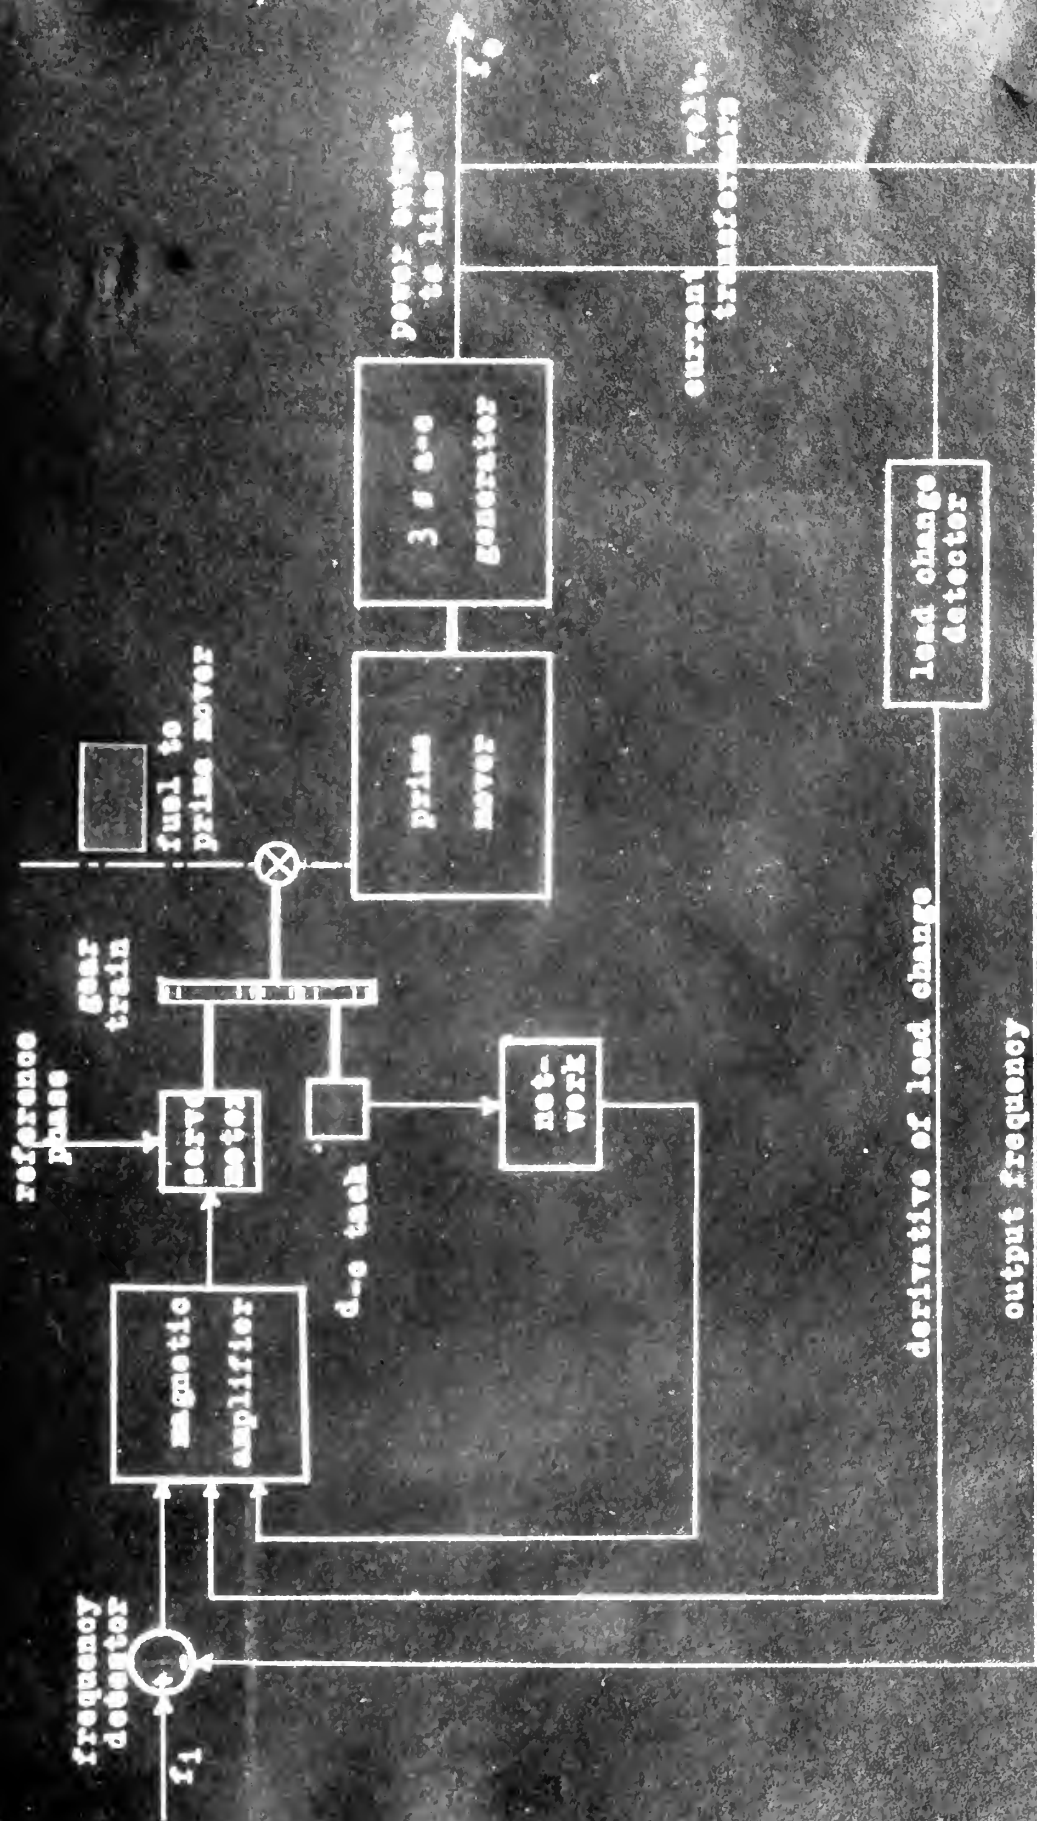 frequency
detector
f1
magnetic
amplifier
reference
phase
servo
motor
gear
train
d-c tach
net-
work
fuel to
prime mover
prime
mover
3 ø a-c
generator
power output
to line
fo
current volt.
transformers
load change
detector
derivative of load change
output frequency